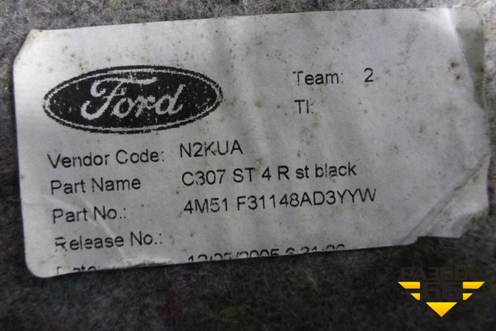 Ford
Team: 2
TI:
Vendor Code: N2KUA
Part Name C307 ST 4 R st black
Part No.: 4M51 F31148AD3YYW
Release No.: